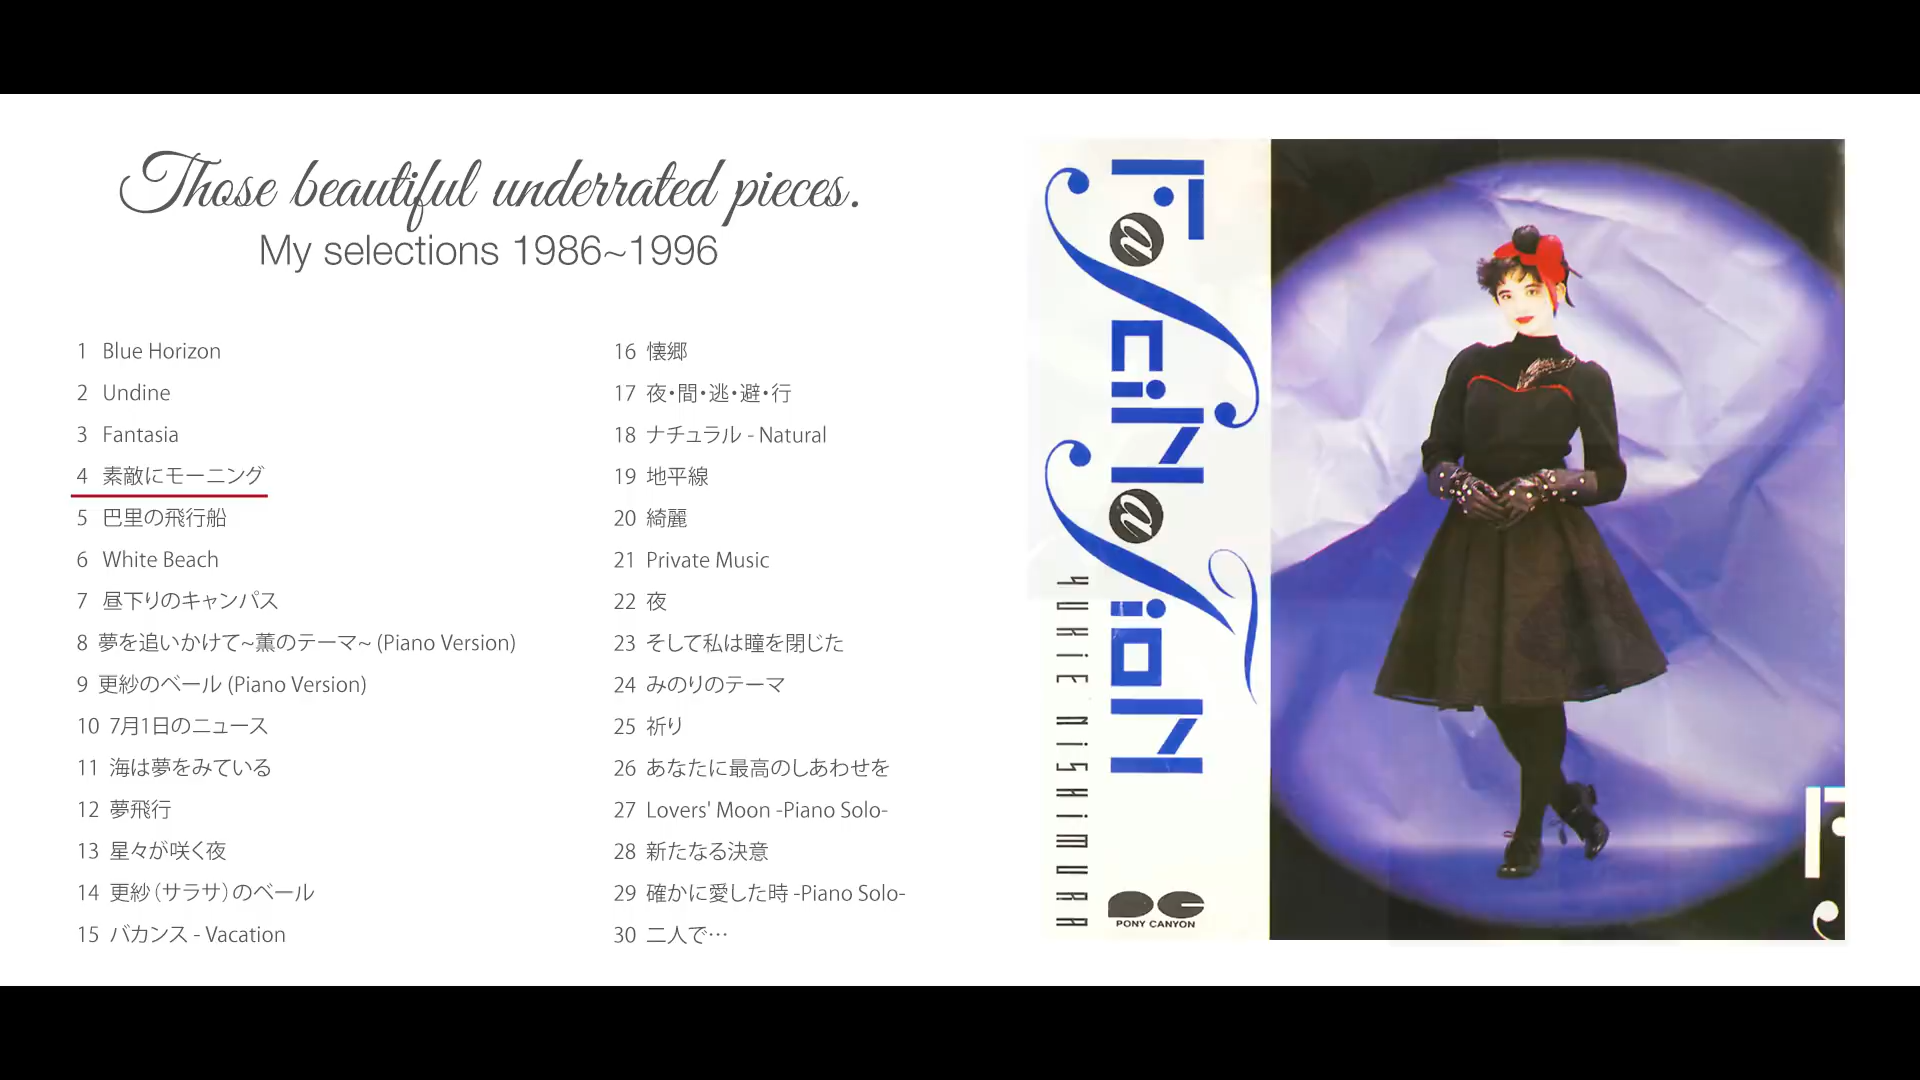 Those beautiful underrated pieces.
My selections 1986~1996
1 Blue Horizon
2 Undine
3 Fantasia
4 素敵にモーニング
5 巴里の飛行船
6 White Beach
7 昼下りのキャンパス
8 夢を追いかけて~薫のテーマ~ (Piano Version)
9 更紗のベール (Piano Version)
10 7月1日のニュース
11 海は夢をみている
12 夢飛行
13 星々が咲く夜
14 更紗（サラサ）のベール
15 バカンス - Vacation
16 懐郷
17 夜・間・逃・避・行
18 ナチュラル - Natural
19 地平線
20 綺麗
21 Private Music
22 夜
23 そして私は瞳を閉じた
24 みのりのテーマ
25 祈り
26 あなたに最高のしあわせを
27 Lovers' Moon -Piano Solo-
28 新たなる決意
29 確かに愛した時 -Piano Solo-
30 二人で…
FaSciNaTioN
YUKIE NISHIMURA
PC
PONY CANYON